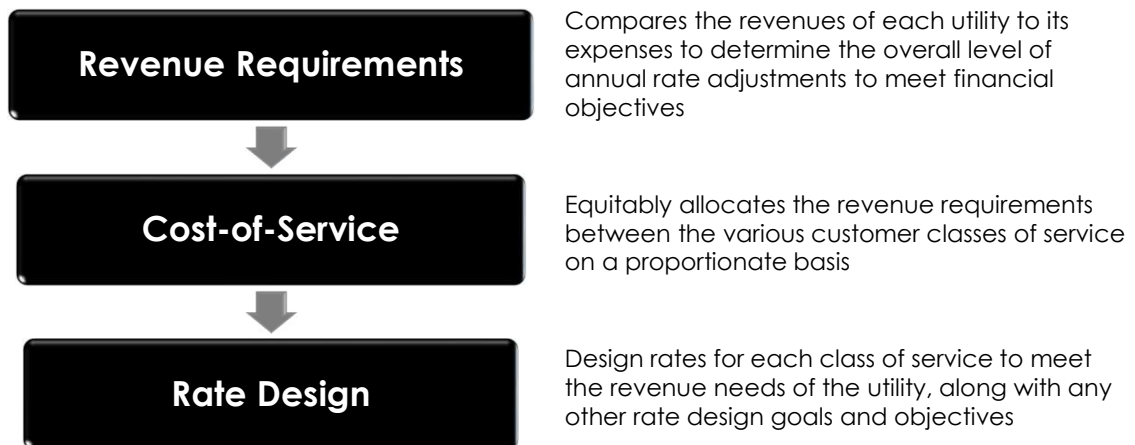 Revenue Requirements
Compares the revenues of each utility to its
expenses to determine the overall level of
annual rate adjustments to meet financial
objectives
Cost-of-Service
Equitably allocates the revenue requirements
between the various customer classes of service
on a proportionate basis
Rate Design
Design rates for each class of service to meet
the revenue needs of the utility, along with any
other rate design goals and objectives